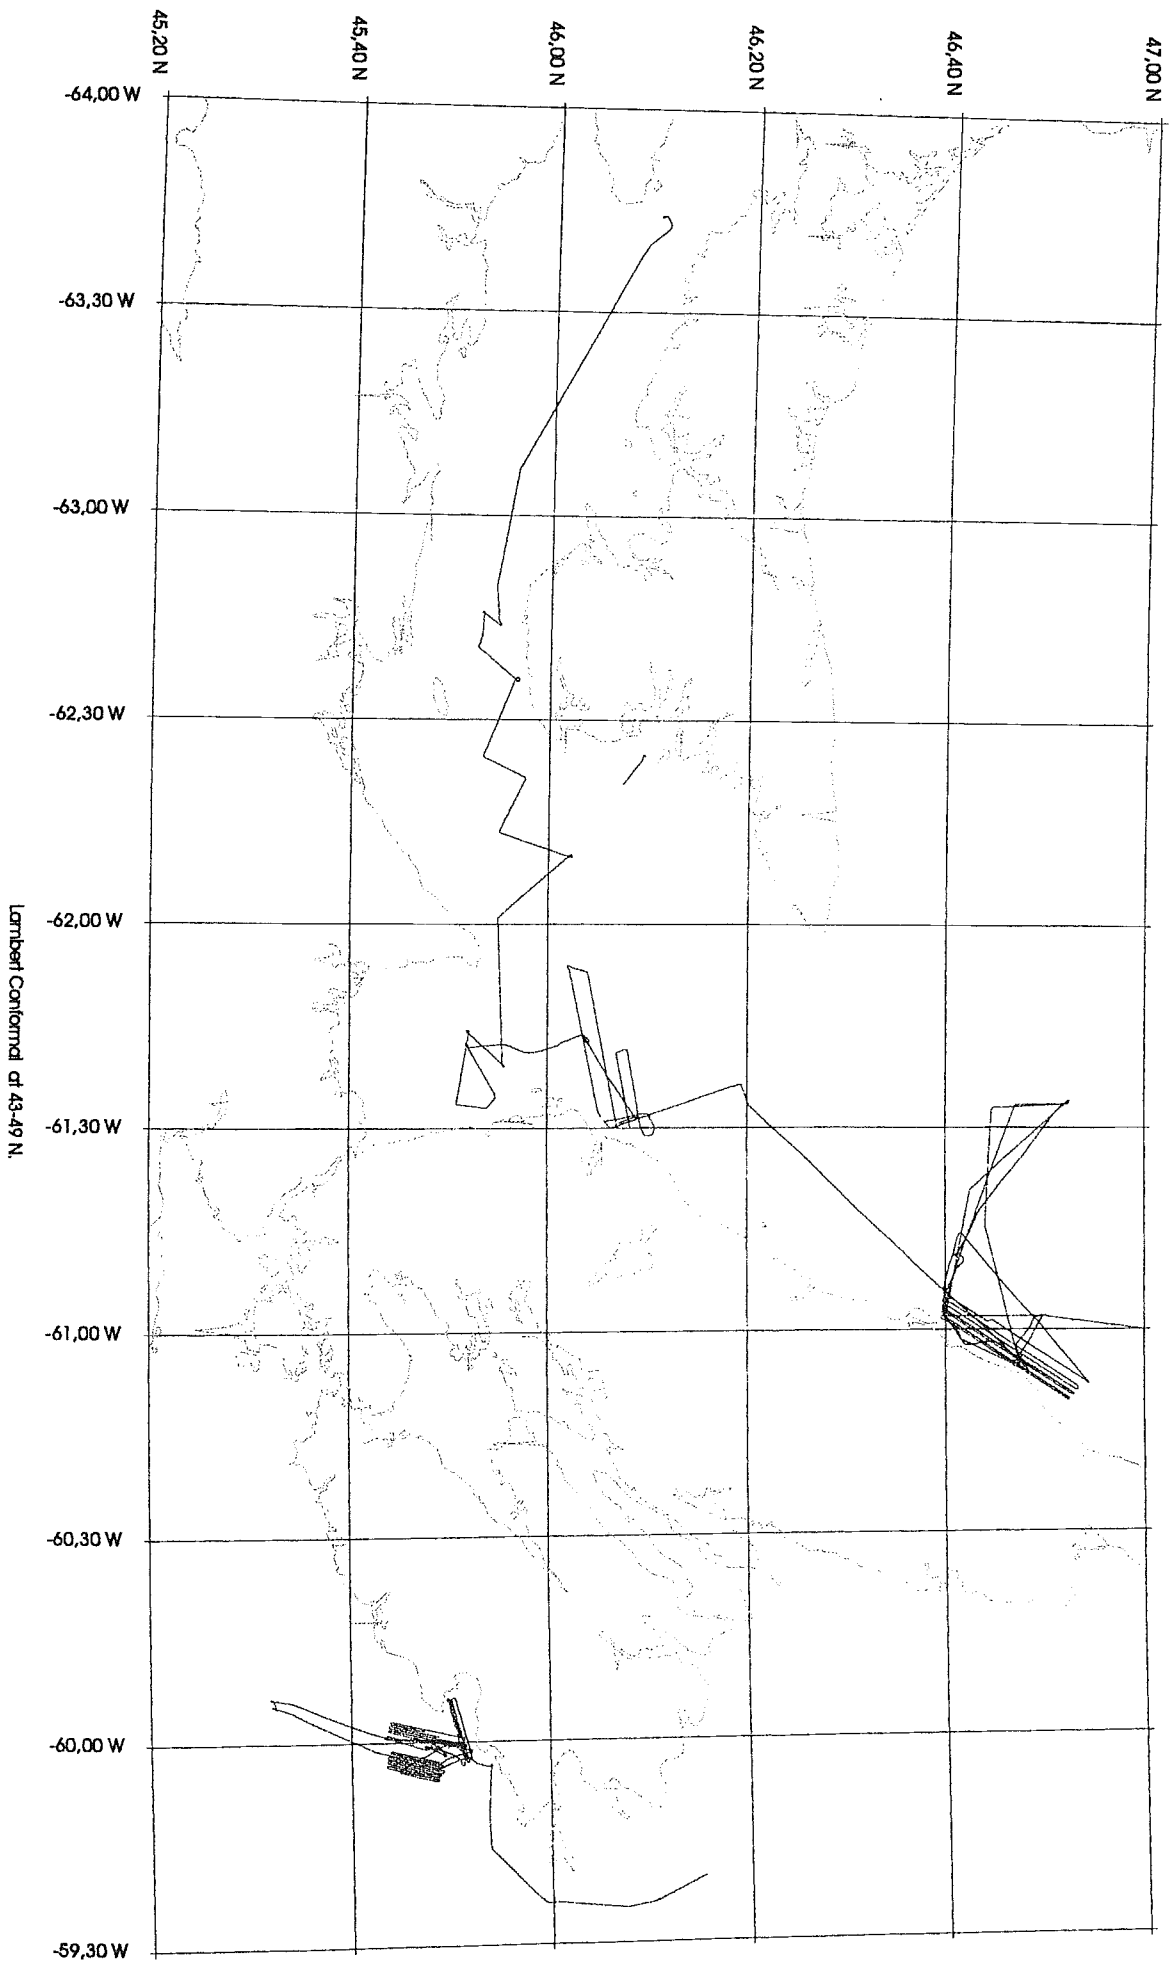 45,20 N
45,40 N
46,00 N
46,20 N
46,40 N
47,00 N
-64,00 W
-63,30 W
-63,00 W
-62,30 W
-62,00 W
-61,30 W
-61,00 W
-60,30 W
-60,00 W
-59,30 W
Lambert Conformal at 43-49 N.